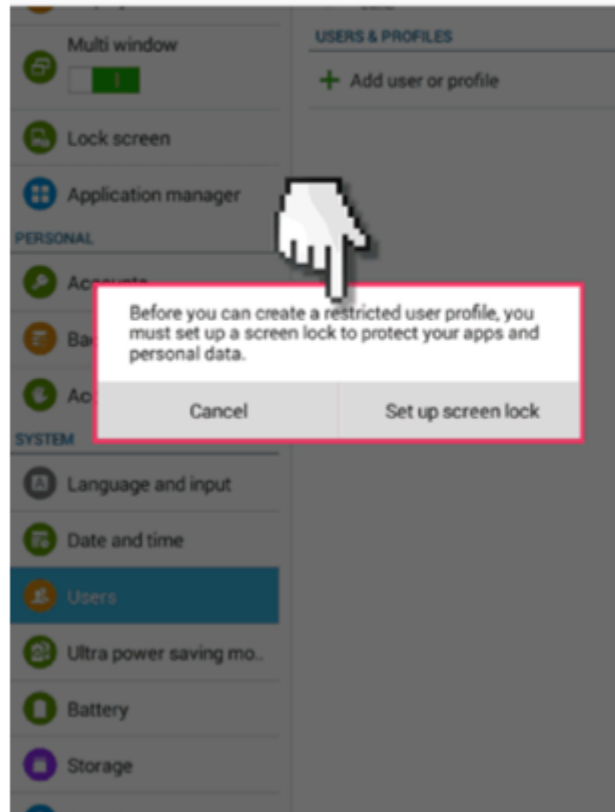 Multi window
USERS & PROFILES
Add user or profile
Lock screen
Application manager
PERSONAL
Before you can create a restricted user profile, you
must set up a screen lock to protect your apps and
personal data.
Cancel
Set up screen lock
SYSTEM
Language and input
Date and time
Users
Ultra power saving mo..
Battery
Storage